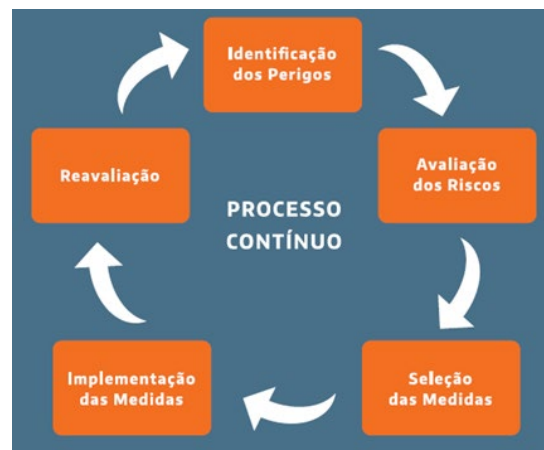 Identificação
dos Perigos
Avaliação
dos Riscos
Seleção
das Medidas
Implementação
das Medidas
Reavaliação
PROCESSO
CONTÍNUO